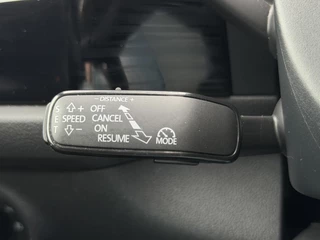 - DISTANCE +
S + OFF
E SPEED CANCEL
T - ON
RESUME MODE